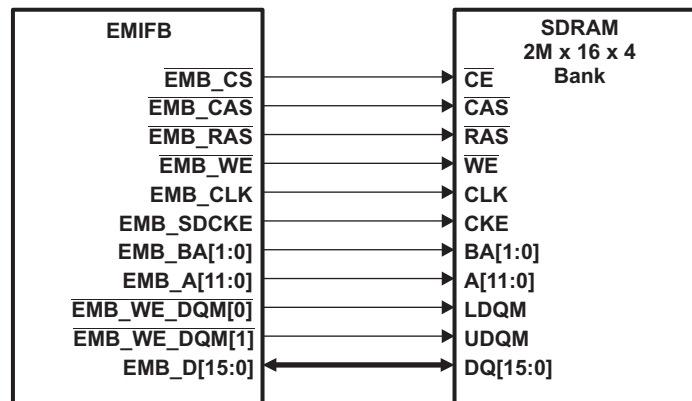 EMIFB
SDRAM
2M x 16 x 4
Bank
EMB_CS CE
EMB_CAS CAS
EMB_RAS RAS
EMB_WE WE
EMB_CLK CLK
EMB_SDCKE CKE
EMB_BA[1:0] BA[1:0]
EMB_A[11:0] A[11:0]
EMB_WE_DQM[0] LDQM
EMB_WE_DQM[1] UDQM
EMB_D[15:0] DQ[15:0]